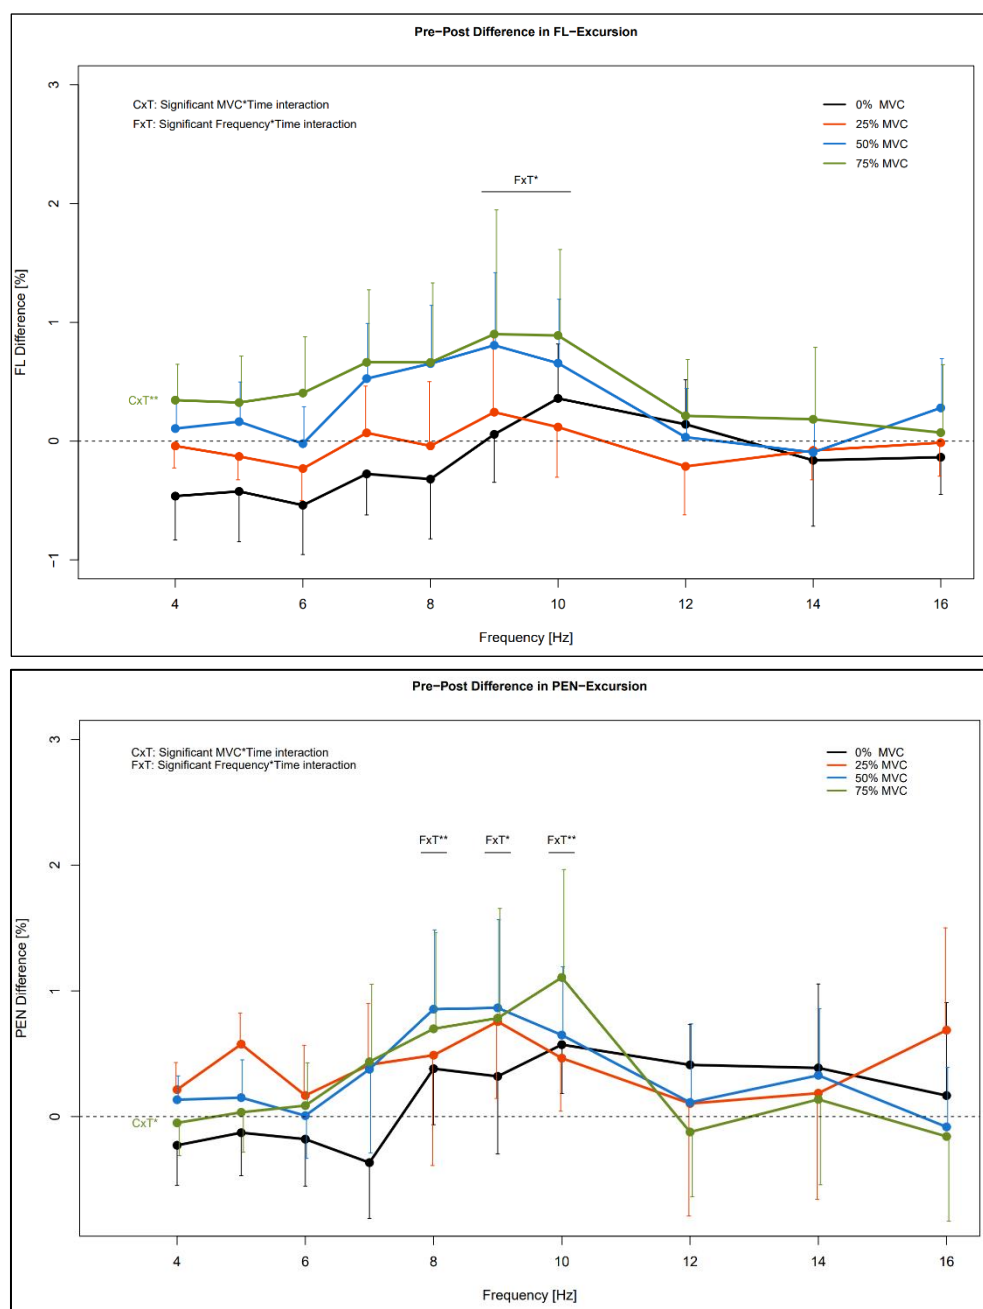 Pre−Post Difference in FL−Excursion
CxT: Significant MVC*Time interaction
FxT: Significant Frequency*Time interaction
0% MVC
25% MVC
50% MVC
75% MVC
FxT*
CxT**
FL Difference [%]
3
2
1
0
−1
4 6 8 10 12 14 16
Frequency [Hz]
Pre−Post Difference in PEN−Excursion
CxT: Significant MVC*Time interaction
FxT: Significant Frequency*Time interaction
0% MVC
25% MVC
50% MVC
75% MVC
FxT** FxT* FxT**
CxT*
PEN Difference [%]
3
2
1
0
4 6 8 10 12 14 16
Frequency [Hz]